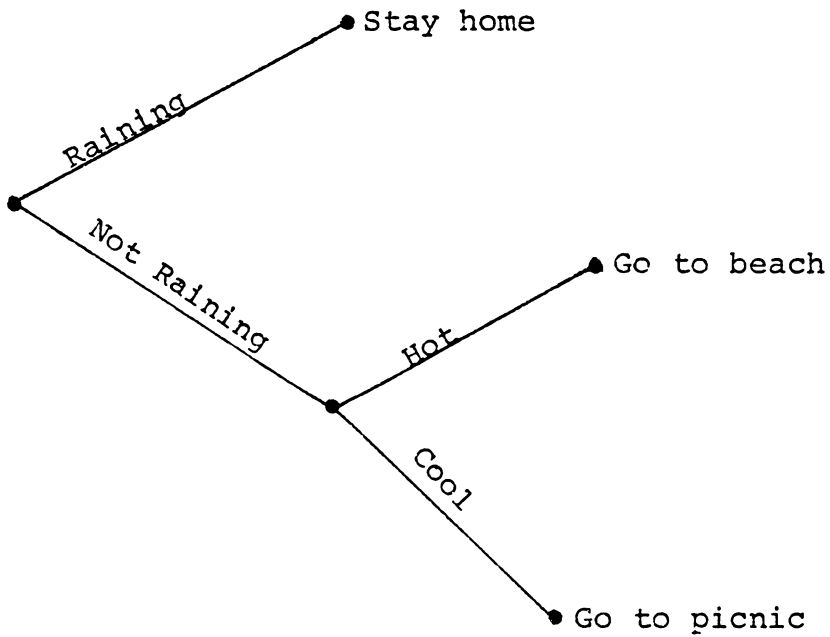 Stay home
Raining
Not Raining
Go to beach
Hot
Cool
Go to picnic